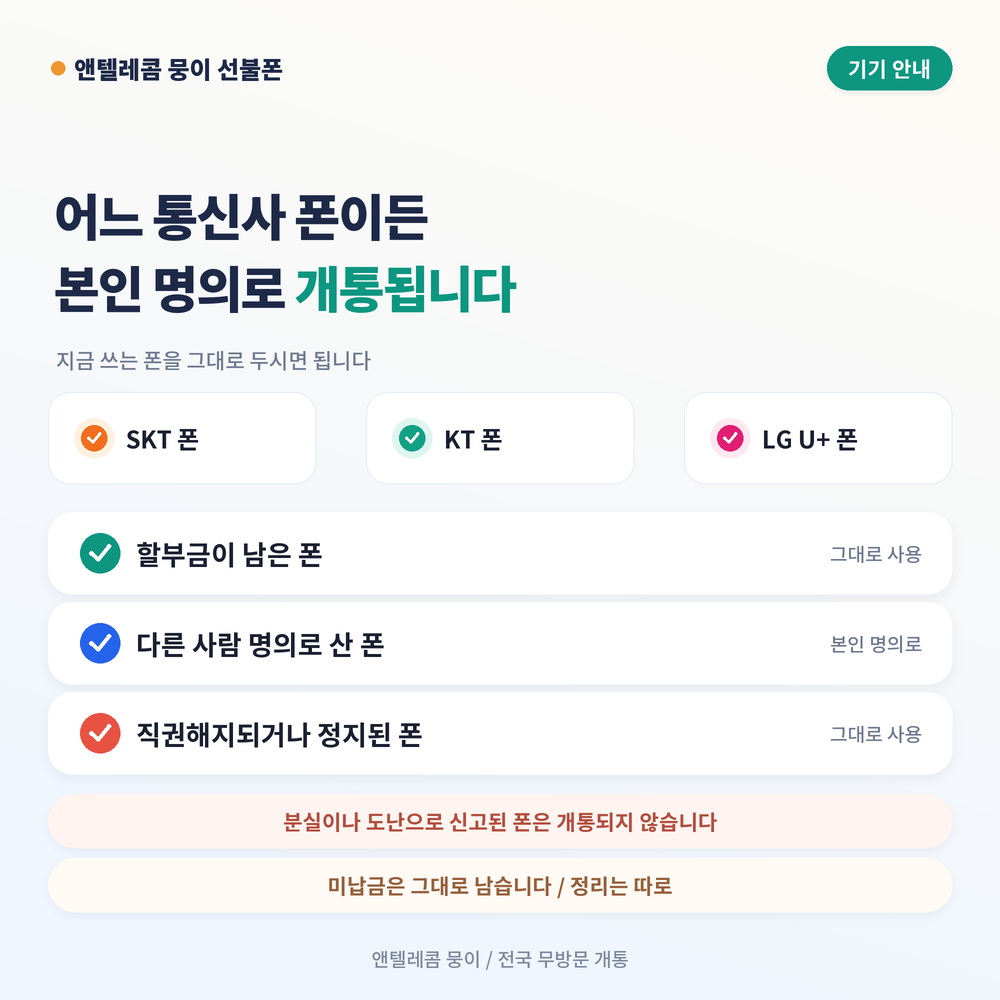 앤텔레콤 뭉이 선불폰
기기 안내
어느 통신사 폰이든
본인 명의로 개통됩니다
지금 쓰는 폰을 그대로 두시면 됩니다
SKT 폰
KT 폰
LG U+ 폰
할부금이 남은 폰
그대로 사용
다른 사람 명의로 산 폰
본인 명의로
직권해지되거나 정지된 폰
그대로 사용
분실이나 도난으로 신고된 폰은 개통되지 않습니다
미납금은 그대로 남습니다 / 정리는 따로
앤텔레콤 뭉이 / 전국 무방문 개통